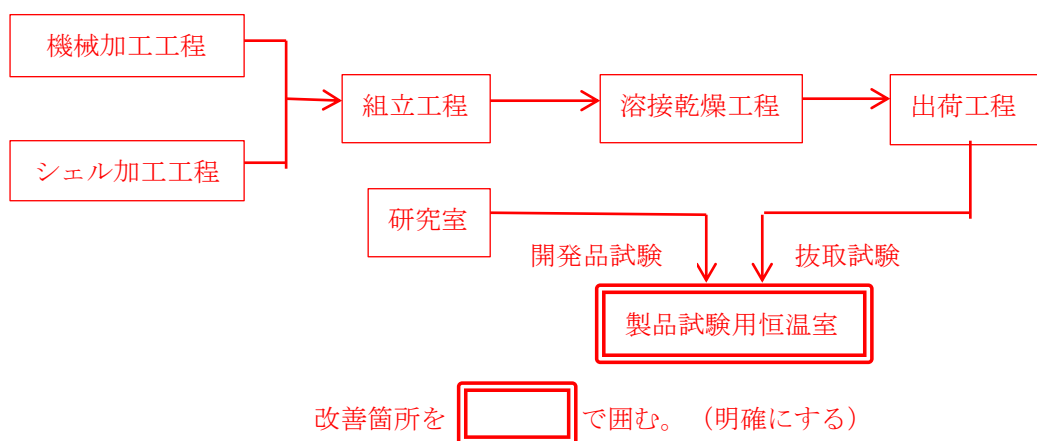 機械加工工程
シェル加工工程
組立工程
溶接乾燥工程
出荷工程
研究室
開発品試験
抜取試験
製品試験用恒温室
改善箇所を で囲む。（明確にする）